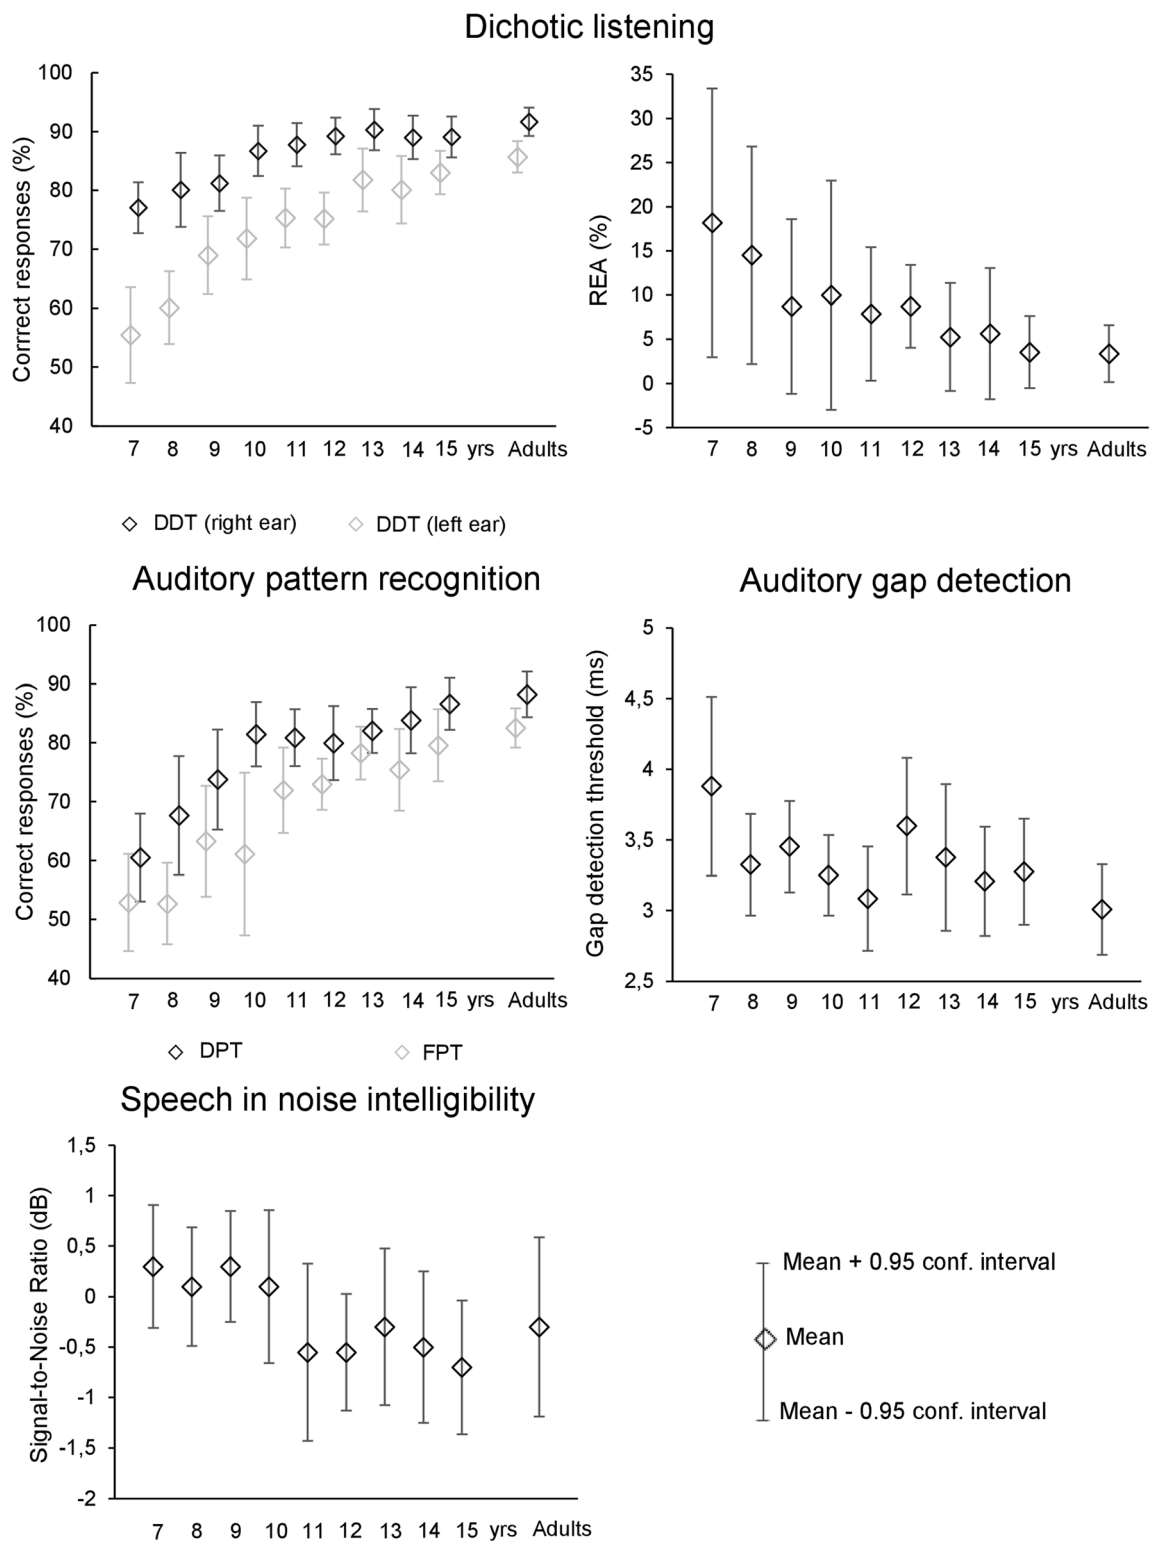 Dichotic listening
Corrrect responses (%)
100
90
80
70
60
50
40
7 8 9 10 11 12 13 14 15 yrs Adults
DDT (right ear) DDT (left ear)
REA (%)
35
30
25
20
15
10
5
0
-5
7 8 9 10 11 12 13 14 15 yrs Adults
Auditory pattern recognition
Correct responses (%)
100
90
80
70
60
50
40
7 8 9 10 11 12 13 14 15 yrs Adults
DPT FPT
Auditory gap detection
Gap detection threshold (ms)
5
4,5
4
3,5
3
2,5
7 8 9 10 11 12 13 14 15 yrs Adults
Speech in noise intelligibility
Signal-to-Noise Ratio (dB)
1,5
1
0,5
0
-0,5
-1
-1,5
-2
7 8 9 10 11 12 13 14 15 yrs Adults
Mean + 0.95 conf. interval
Mean
Mean - 0.95 conf. interval